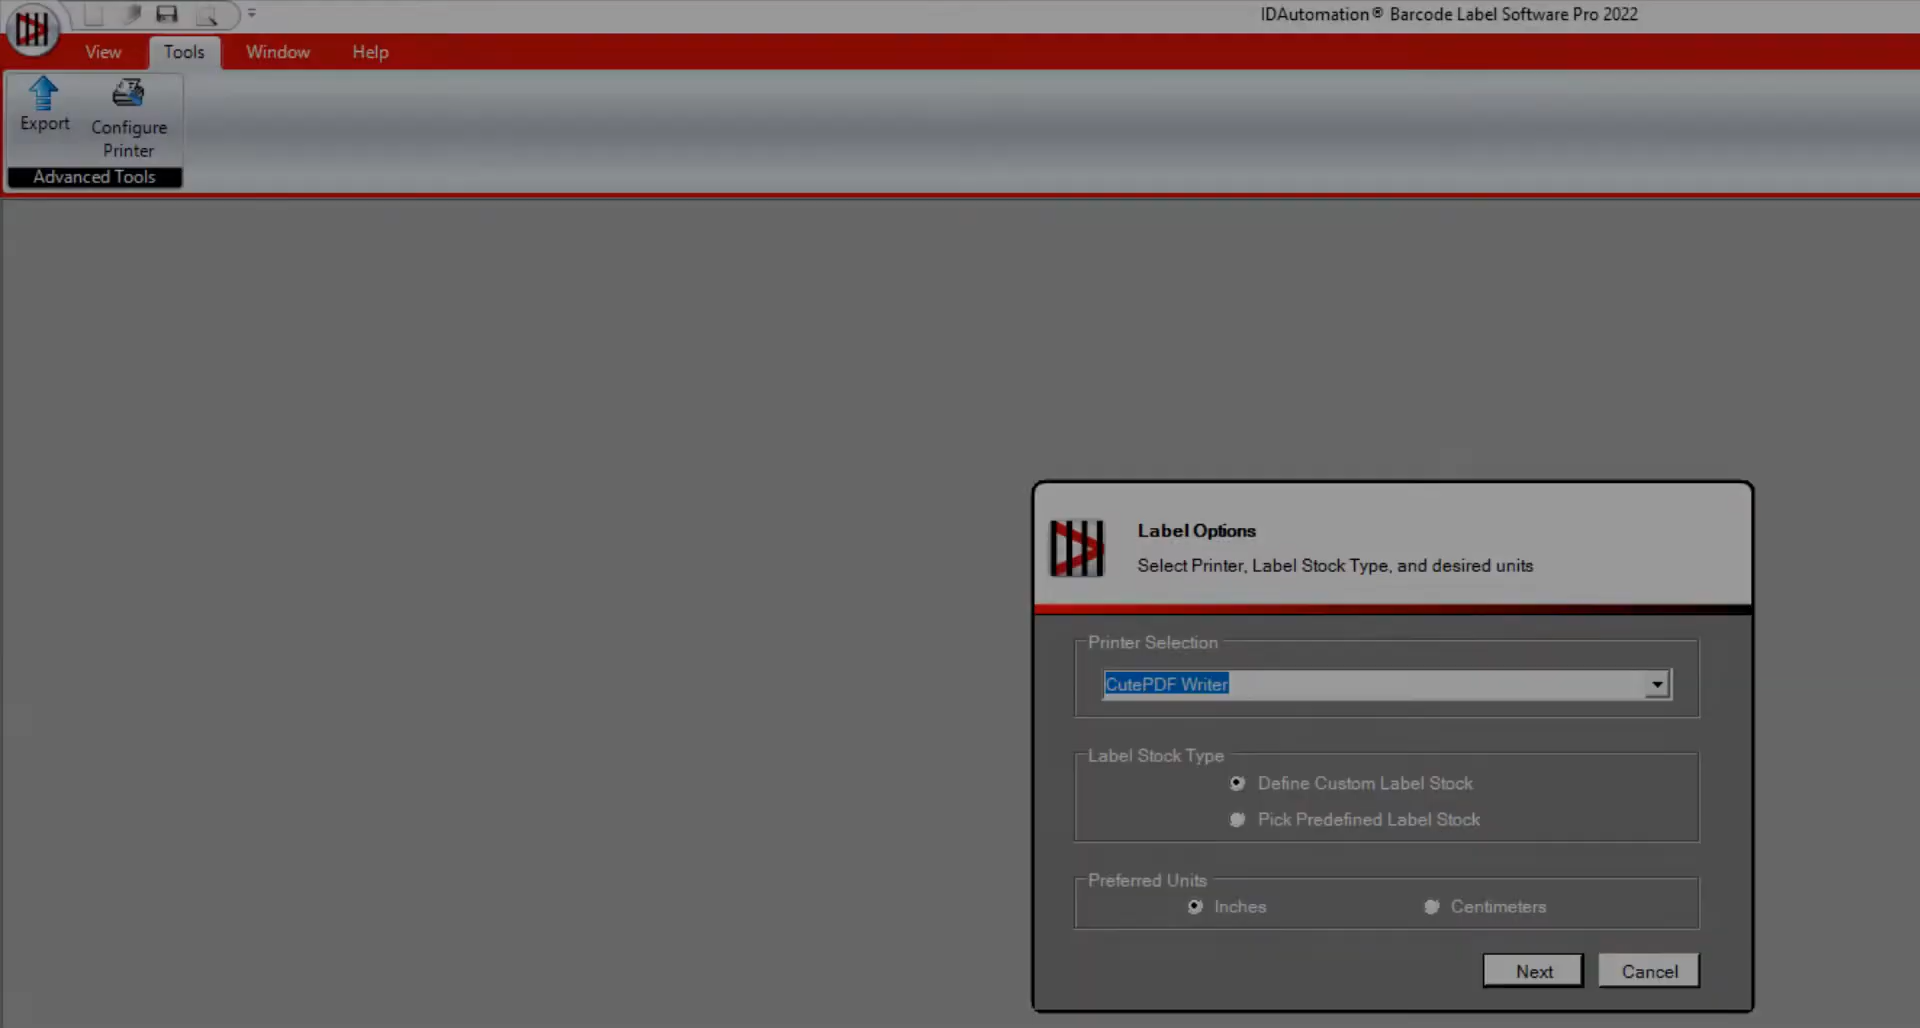 IDAutomation® Barcode Label Software Pro 2022
View Tools Window Help
Export Configure Printer
Advanced Tools
Label Options
Select Printer, Label Stock Type, and desired units
Printer Selection
CutePDF Writer
Label Stock Type
Define Custom Label Stock
Pick Predefined Label Stock
Preferred Units
Inches Centimeters
Next Cancel